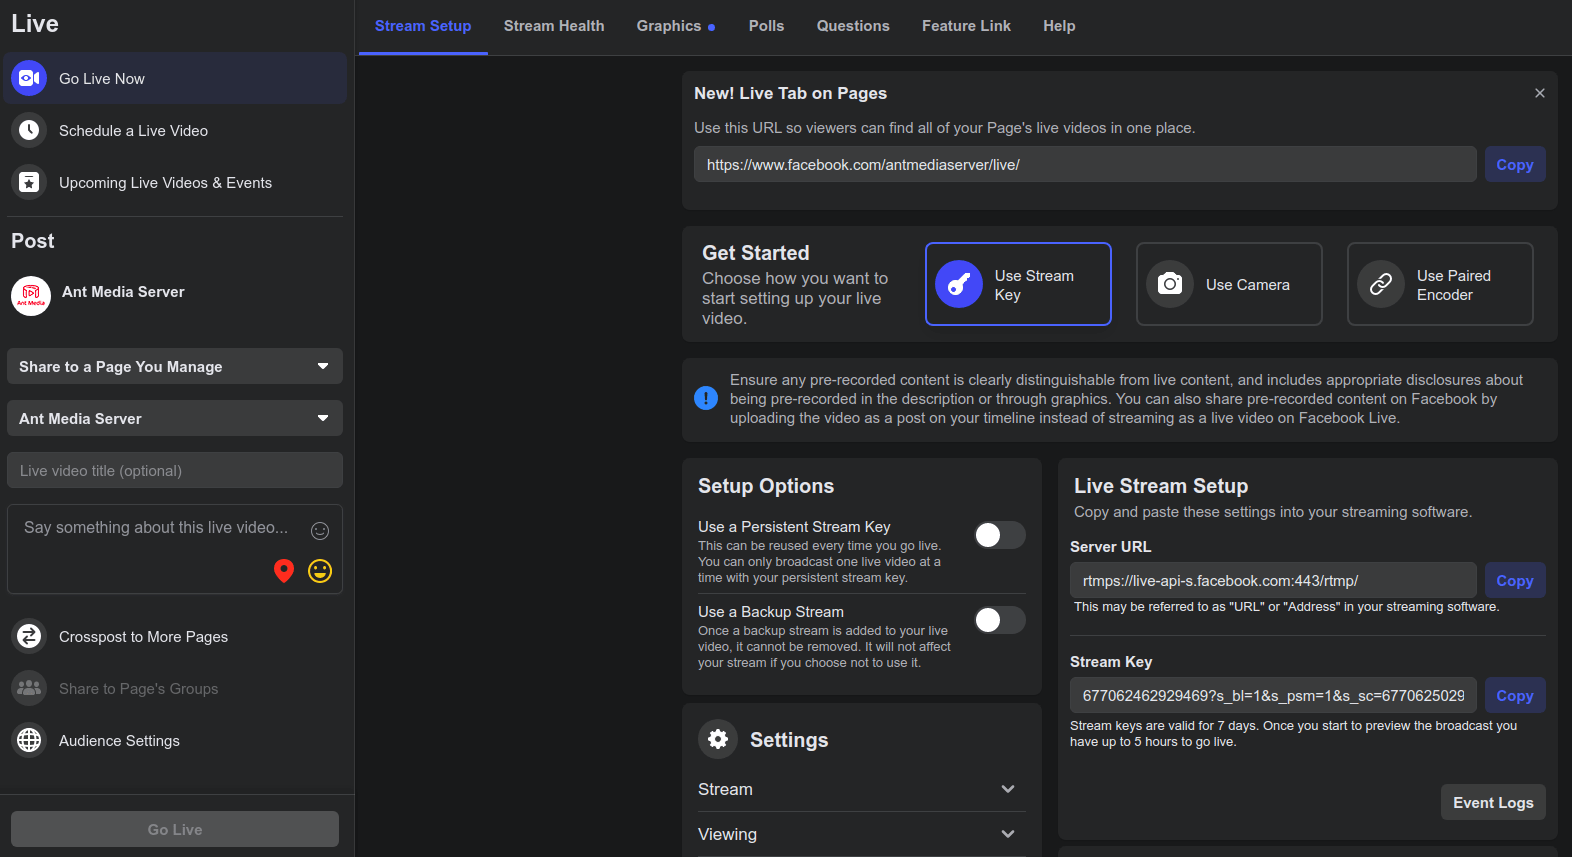 Live
Go Live Now
Schedule a Live Video
Upcoming Live Videos & Events
Post
Ant Media
Ant Media Server
Share to a Page You Manage
Ant Media Server
Live video title (optional)
Say something about this live video...
Crosspost to More Pages
Share to Page's Groups
Audience Settings
Go Live
Stream Setup
Stream Health
Graphics
Polls
Questions
Feature Link
Help
New! Live Tab on Pages
Use this URL so viewers can find all of your Page's live videos in one place.
https://www.facebook.com/antmediaserver/live/
Copy
Get Started
Choose how you want to
start setting up your live
video.
Use Stream
Key
Use Camera
Use Paired
Encoder
Ensure any pre-recorded content is clearly distinguishable from live content, and includes appropriate disclosures about
being pre-recorded in the description or through graphics. You can also share pre-recorded content on Facebook by
uploading the video as a post on your timeline instead of streaming as a live video on Facebook Live.
Setup Options
Use a Persistent Stream Key
This can be reused every time you go live.
You can only broadcast one live video at a
time with your persistent stream key.
Use a Backup Stream
Once a backup stream is added to your live
video, it cannot be removed. It will not affect
your stream if you choose not to use it.
Settings
Stream
Viewing
Live Stream Setup
Copy and paste these settings into your streaming software.
Server URL
rtmps://live-api-s.facebook.com:443/rtmp/
Copy
This may be referred to as "URL" or "Address" in your streaming software.
Stream Key
677062462929469?s_bl=1&s_psm=1&s_sc=6770625029
Copy
Stream keys are valid for 7 days. Once you start to preview the broadcast you
have up to 5 hours to go live.
Event Logs